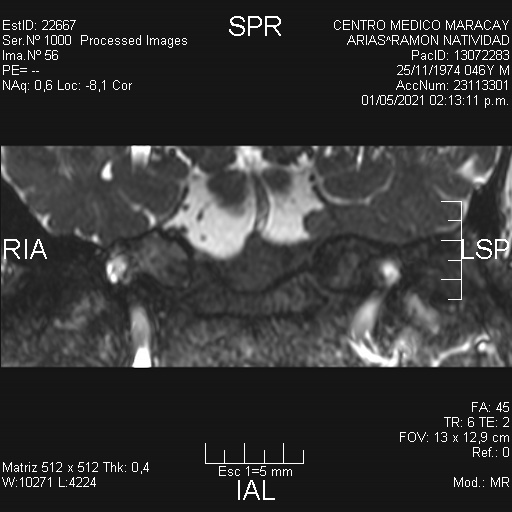 EstID: 22667
Ser.Nº 1000 Processed Images
Ima.Nº 56
PE= --
NAq: 0,6 Loc: -8,1 Cor
SPR
CENTRO MEDICO MARACAY
ARIAS^RAMON NATIVIDAD
PacID: 13072283
25/11/1974 046Y M
AccNum: 23113301
01/05/2021 02:13:11 p.m.
RIA
LSP
FA: 45
TR: 6 TE: 2
FOV: 13 x 12,9 cm
Ref.: 0
Mod.: MR
Matriz 512 x 512 Thk: 0,4
W:10271 L:4224
Esc 1=5 mm
IAL